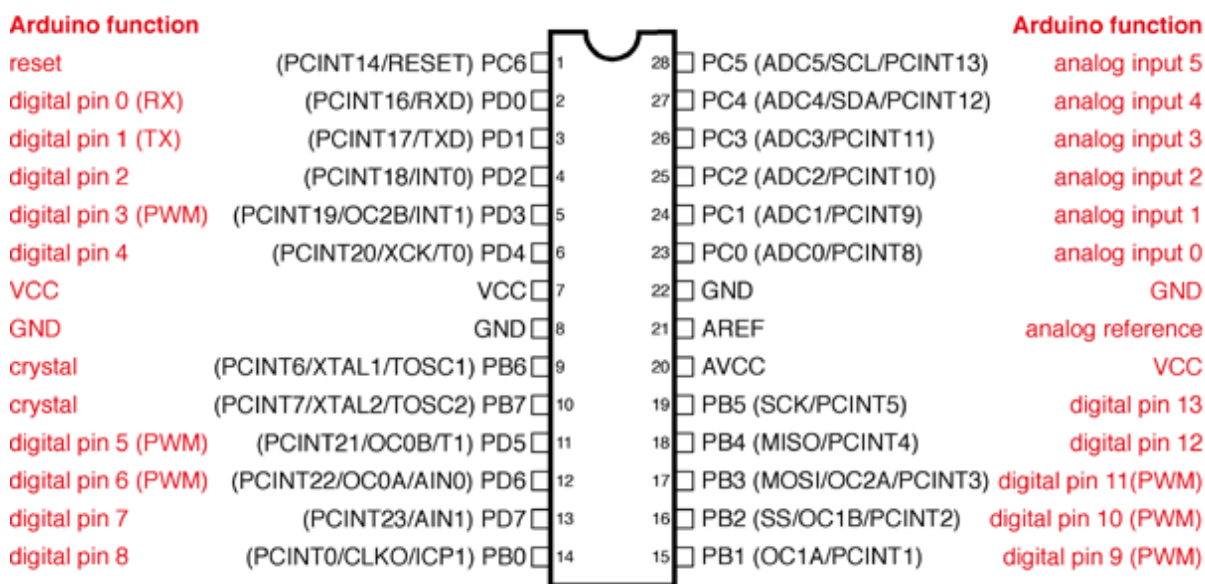 Arduino function Arduino function
reset (PCINT14/RESET) PC6 1 28 PC5 (ADC5/SCL/PCINT13) analog input 5
digital pin 0 (RX) (PCINT16/RXD) PD0 2 27 PC4 (ADC4/SDA/PCINT12) analog input 4
digital pin 1 (TX) (PCINT17/TXD) PD1 3 26 PC3 (ADC3/PCINT11) analog input 3
digital pin 2 (PCINT18/INT0) PD2 4 25 PC2 (ADC2/PCINT10) analog input 2
digital pin 3 (PWM) (PCINT19/OC2B/INT1) PD3 5 24 PC1 (ADC1/PCINT9) analog input 1
digital pin 4 (PCINT20/XCK/T0) PD4 6 23 PC0 (ADC0/PCINT8) analog input 0
VCC VCC 7 22 GND GND
GND GND 8 21 AREF analog reference
crystal (PCINT6/XTAL1/TOSC1) PB6 9 20 AVCC VCC
crystal (PCINT7/XTAL2/TOSC2) PB7 10 19 PB5 (SCK/PCINT5) digital pin 13
digital pin 5 (PWM) (PCINT21/OC0B/T1) PD5 11 18 PB4 (MISO/PCINT4) digital pin 12
digital pin 6 (PWM) (PCINT22/OC0A/AIN0) PD6 12 17 PB3 (MOSI/OC2A/PCINT3) digital pin 11(PWM)
digital pin 7 (PCINT23/AIN1) PD7 13 16 PB2 (SS/OC1B/PCINT2) digital pin 10 (PWM)
digital pin 8 (PCINT0/CLKO/ICP1) PB0 14 15 PB1 (OC1A/PCINT1) digital pin 9 (PWM)